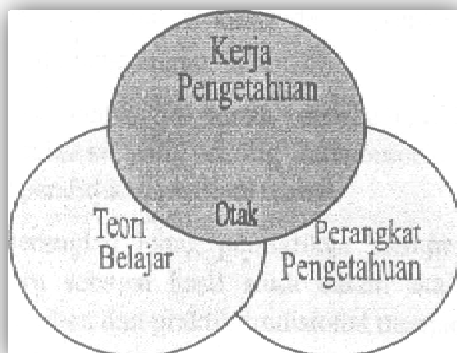 Kerja
Pengetahuan
Otak
Teori
Belajar
Perangkat
Pengetahuan